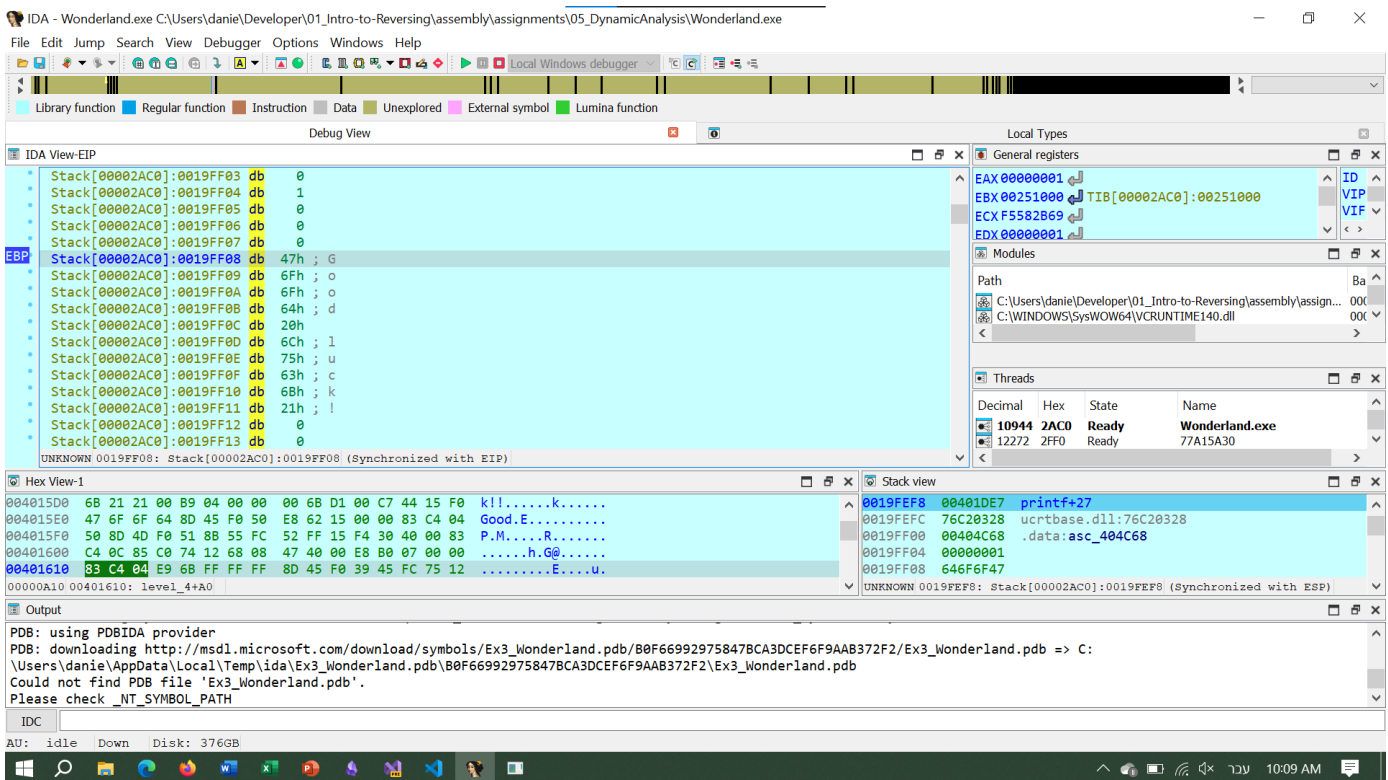 IDA - Wonderland.exe C:\Users\danie\Developer\01_Intro-to-Reversing\assembly\assignments\05_DynamicAnalysis\Wonderland.exe
File Edit Jump Search View Debugger Options Windows Help
Local Windows debugger
Library function Regular function Instruction Data Unexplored External symbol Lumina function
Debug View
Local Types
IDA View-EIP
Stack[00002AC0]:0019FF03 db 0
Stack[00002AC0]:0019FF04 db 1
Stack[00002AC0]:0019FF05 db 0
Stack[00002AC0]:0019FF06 db 0
Stack[00002AC0]:0019FF07 db 0
EBP Stack[00002AC0]:0019FF08 db 47h ; G
Stack[00002AC0]:0019FF09 db 6Fh ; o
Stack[00002AC0]:0019FF0A db 6Fh ; o
Stack[00002AC0]:0019FF0B db 64h ; d
Stack[00002AC0]:0019FF0C db 20h
Stack[00002AC0]:0019FF0D db 6Ch ; l
Stack[00002AC0]:0019FF0E db 75h ; u
Stack[00002AC0]:0019FF0F db 63h ; c
Stack[00002AC0]:0019FF10 db 6Bh ; k
Stack[00002AC0]:0019FF11 db 21h ; !
Stack[00002AC0]:0019FF12 db 0
Stack[00002AC0]:0019FF13 db 0
UNKNOWN 0019FF08: Stack[00002AC0]:0019FF08 (Synchronized with EIP)
General registers
EAX 00000001
EBX 00251000 TIB[00002AC0]:00251000
ECX F5582B69
EDX 00000001
ID
VIP
VIF
Modules
Path Ba
C:\Users\danie\Developer\01_Intro-to-Reversing\assembly\assign... 000
C:\WINDOWS\SysWOW64\VCRUNTIME140.dll 000
Threads
Decimal Hex State Name
10944 2AC0 Ready Wonderland.exe
12272 2FF0 Ready 77A15A30
Hex View-1
004015D0 6B 21 21 00 B9 04 00 00 00 6B D1 00 C7 44 15 F0 k!!......k......
004015E0 47 6F 6F 64 8D 45 F0 50 E8 62 15 00 00 83 C4 04 Good.E..........
004015F0 50 8D 4D F0 51 8B 55 FC 52 FF 15 F4 30 40 00 83 P.M.....R.......
00401600 C4 0C 85 C0 74 12 68 08 47 40 00 E8 B0 07 00 00 ......h.G@......
00401610 83 C4 04 E9 6B FF FF FF 8D 45 F0 39 45 FC 75 12 .........E....u.
00000A10 00401610: level_4+A0
Stack view
0019FEF8 00401DE7 printf+27
0019FEFC 76C20328 ucrtbase.dll:76C20328
0019FF00 00404C68 .data:asc_404C68
0019FF04 00000001
0019FF08 646F6F47
UNKNOWN 0019FEF8: Stack[00002AC0]:0019FEF8 (Synchronized with ESP)
Output
PDB: using PDBIDA provider
PDB: downloading http://msdl.microsoft.com/download/symbols/Ex3_Wonderland.pdb/B0F66992975847BCA3DCEF6F9AAB372F2/Ex3_Wonderland.pdb => C:
\Users\danie\AppData\Local\Temp\ida\Ex3_Wonderland.pdb\B0F66992975847BCA3DCEF6F9AAB372F2\Ex3_Wonderland.pdb
Could not find PDB file 'Ex3_Wonderland.pdb'.
Please check _NT_SYMBOL_PATH
IDC
AU: idle Down Disk: 376GB
עבר 10:09 AM